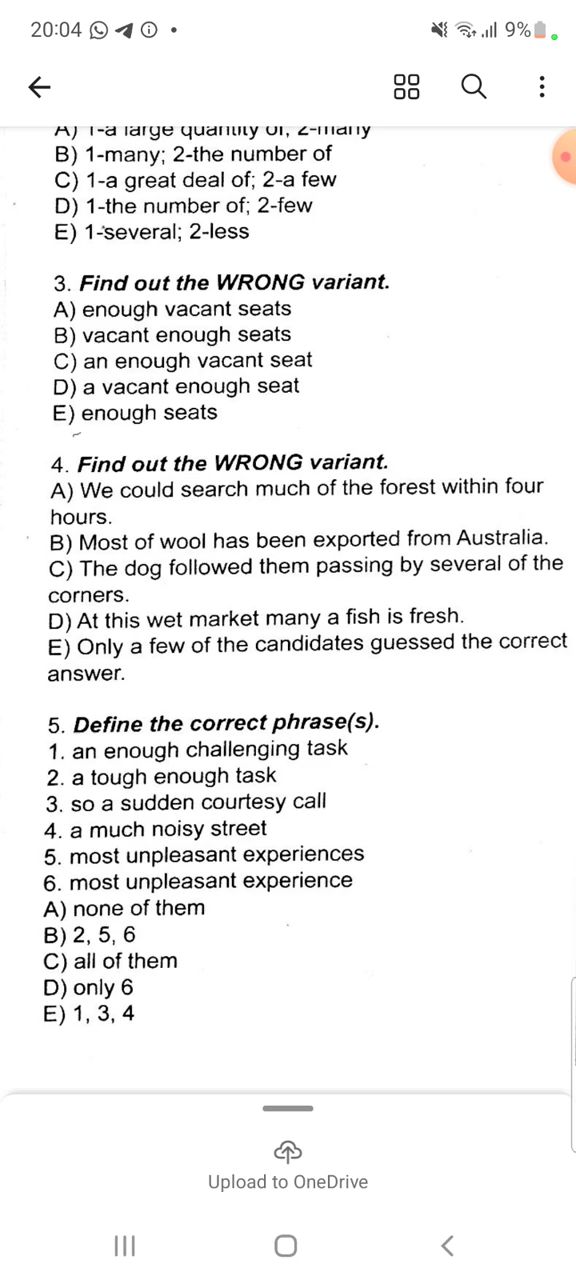 20:04
9%
A) 1-a large quantity of; 2-many
B) 1-many; 2-the number of
C) 1-a great deal of; 2-a few
D) 1-the number of; 2-few
E) 1-several; 2-less
3. Find out the WRONG variant.
A) enough vacant seats
B) vacant enough seats
C) an enough vacant seat
D) a vacant enough seat
E) enough seats
4. Find out the WRONG variant.
A) We could search much of the forest within four
hours.
B) Most of wool has been exported from Australia.
C) The dog followed them passing by several of the
corners.
D) At this wet market many a fish is fresh.
E) Only a few of the candidates guessed the correct
answer.
5. Define the correct phrase(s).
1. an enough challenging task
2. a tough enough task
3. so a sudden courtesy call
4. a much noisy street
5. most unpleasant experiences
6. most unpleasant experience
A) none of them
B) 2, 5, 6
C) all of them
D) only 6
E) 1, 3, 4
Upload to OneDrive